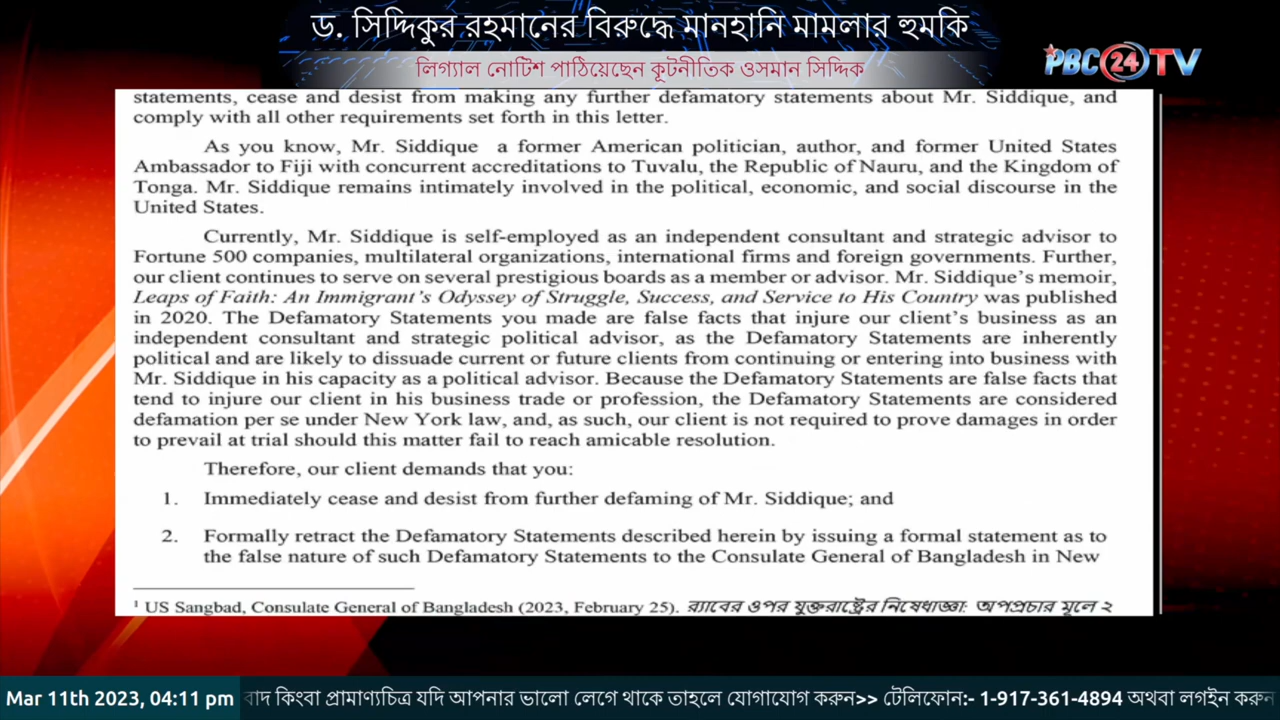 ড. সিদ্দিকুর রহমানের বিরুদ্ধে মানহানি মামলার হুমকি
লিগ্যাল নোটিশ পাঠিয়েছেন কূটনীতিক ওসমান সিদ্দিক
PBC 24 TV
statements, cease and desist from making any further defamatory statements about Mr. Siddique, and
comply with all other requirements set forth in this letter.
As you know, Mr. Siddique a former American politician, author, and former United States
Ambassador to Fiji with concurrent accreditations to Tuvalu, the Republic of Nauru, and the Kingdom of
Tonga. Mr. Siddique remains intimately involved in the political, economic, and social discourse in the
United States.
Currently, Mr. Siddique is self-employed as an independent consultant and strategic advisor to
Fortune 500 companies, multilateral organizations, international firms and foreign governments. Further,
our client continues to serve on several prestigious boards as a member or advisor. Mr. Siddique's memoir,
Leaps of Faith: An Immigrant's Odyssey of Struggle, Success, and Service to His Country was published
in 2020. The Defamatory Statements you made are false facts that injure our client's business as an
independent consultant and strategic political advisor, as the Defamatory Statements are inherently
political and are likely to dissuade current or future clients from continuing or entering into business with
Mr. Siddique in his capacity as a political advisor. Because the Defamatory Statements are false facts that
tend to injure our client in his business trade or profession, the Defamatory Statements are considered
defamation per se under New York law, and, as such, our client is not required to prove damages in order
to prevail at trial should this matter fail to reach amicable resolution.
Therefore, our client demands that you:
1. Immediately cease and desist from further defaming of Mr. Siddique; and
2. Formally retract the Defamatory Statements described herein by issuing a formal statement as to
the false nature of such Defamatory Statements to the Consulate General of Bangladesh in New
1 US Sangbad, Consulate General of Bangladesh (2023, February 25). র‍্যাবের ওপর যুক্তরাষ্ট্রের নিষেধাজ্ঞা: অপপ্রচার মূলে ২
Mar 11th 2023, 04:11 pm বাদ কিংবা প্রামাণ্যচিত্র যদি আপনার ভালো লেগে থাকে তাহলে যোগাযোগ করুন>> টেলিফোন:- 1-917-361-4894 অথবা লগইন করুন